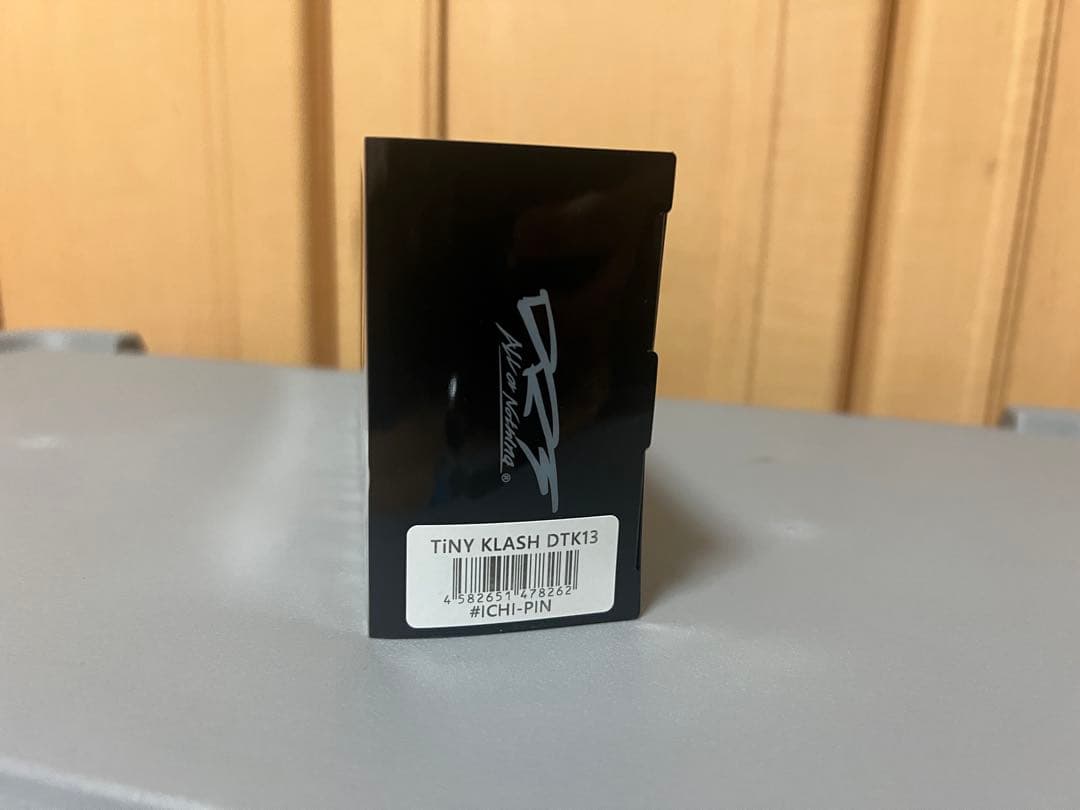 DRT
All or Nothing®
TiNY KLASH DTK13
4 582651 478262
#ICHI-PIN